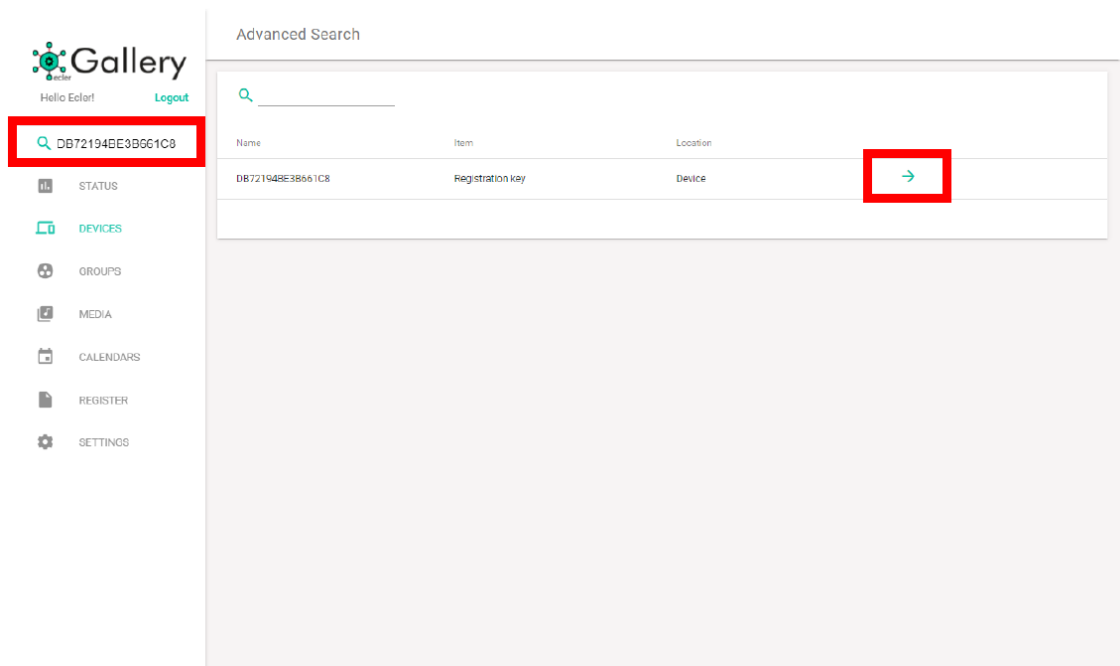 Advanced Search
Gallery
ecler
Hello Ecler!
Logout
DB72194BE3B661C8
STATUS
DEVICES
GROUPS
MEDIA
CALENDARS
REGISTER
SETTINGS
Name Item Location
DB72194BE3B661C8 Registration key Device